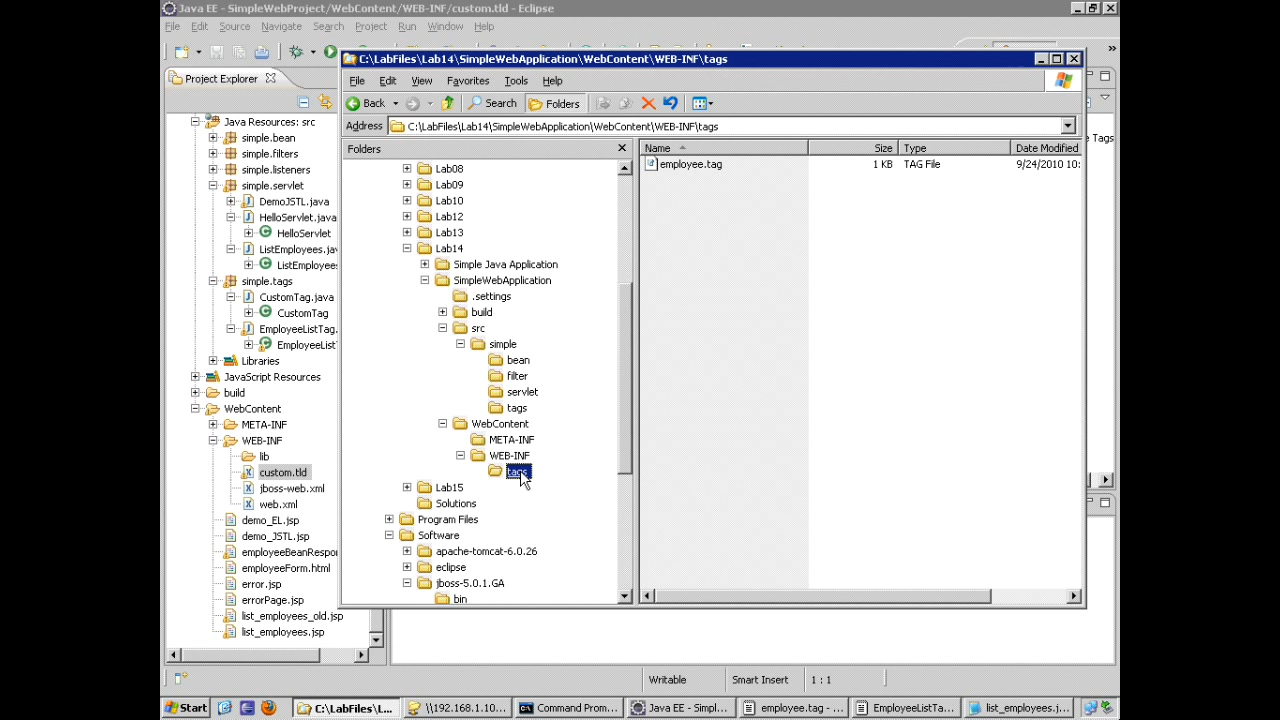 Java EE - SimpleWebProject/WebContent/WEB-INF/custom.tld - Eclipse
File Edit Source Navigate Search Project Run Window Help
Project Explorer
Java Resources: src
simple.bean
simple.filters
simple.listeners
simple.servlet
DemoJSTL.java
HelloServlet.java
HelloServlet
ListEmployees.jav
ListEmployees
simple.tags
CustomTag.java
CustomTag
EmployeeListTag.
EmployeeList
Libraries
JavaScript Resources
build
WebContent
META-INF
WEB-INF
lib
custom.tld
jboss-web.xml
web.xml
demo_EL.jsp
demo_JSTL.jsp
employeeBeanRespo
employeeForm.html
error.jsp
errorPage.jsp
list_employees_old.jsp
list_employees.jsp
C:\LabFiles\Lab14\SimpleWebApplication\WebContent\WEB-INF\tags
File Edit View Favorites Tools Help
Back Search Folders
Address C:\LabFiles\Lab14\SimpleWebApplication\WebContent\WEB-INF\tags
Folders
Lab08
Lab09
Lab10
Lab12
Lab13
Lab14
Simple Java Application
SimpleWebApplication
.settings
build
src
simple
bean
filter
servlet
tags
WebContent
META-INF
WEB-INF
tags
Lab15
Solutions
Program Files
Software
apache-tomcat-6.0.26
eclipse
jboss-5.0.1.GA
bin
Name Size Type Date Modified
employee.tag 1 KB TAG File 9/24/2010 10:
Tags
Writable Smart Insert 1 : 1
Start C:\LabFiles\L... \\192.168.1.10... Command Prom... Java EE - Simpl... employee.tag - ... EmployeeListTa... list_employees.j...